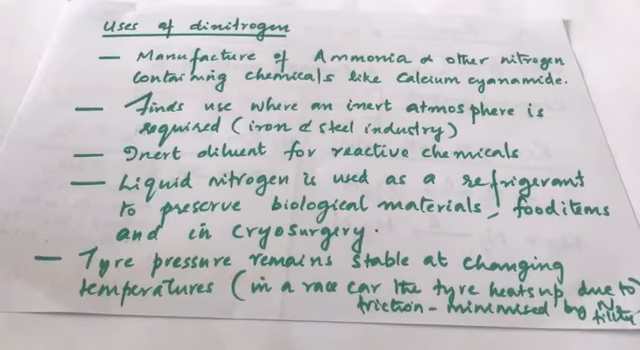 Uses of dinitrogen
— Manufacture of Ammonia & other nitrogen
containing chemicals like Calcium cyanamide.
— Finds use where an inert atmosphere is
required (iron & steel industry)
— Inert diluent for reactive chemicals
— Liquid nitrogen is used as a refrigerant
to preserve biological materials, food items
and in cryosurgery.
— Tyre pressure remains stable at changing
temperatures (in a race car the tyre heats up due to
friction - minimised by N₂ filling